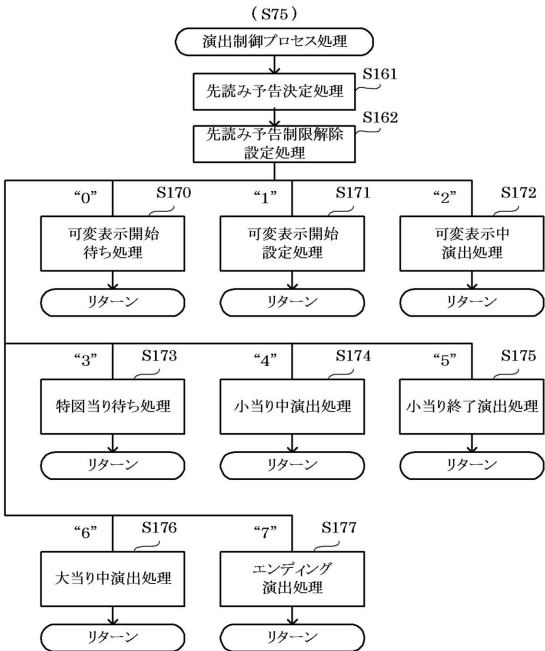 (S75)
演出制御プロセス処理
S161
先読み予告決定処理
S162
先読み予告制限解除
設定処理
“0”
S170
可変表示開始
待ち処理
リターン
“1”
S171
可変表示開始
設定処理
リターン
“2”
S172
可変表示中
演出処理
リターン
“3”
S173
特図当り待ち処理
リターン
“4”
S174
小当り中演出処理
リターン
“5”
S175
小当り終了演出処理
リターン
“6”
S176
大当り中演出処理
リターン
“7”
S177
エンディング
演出処理
リターン